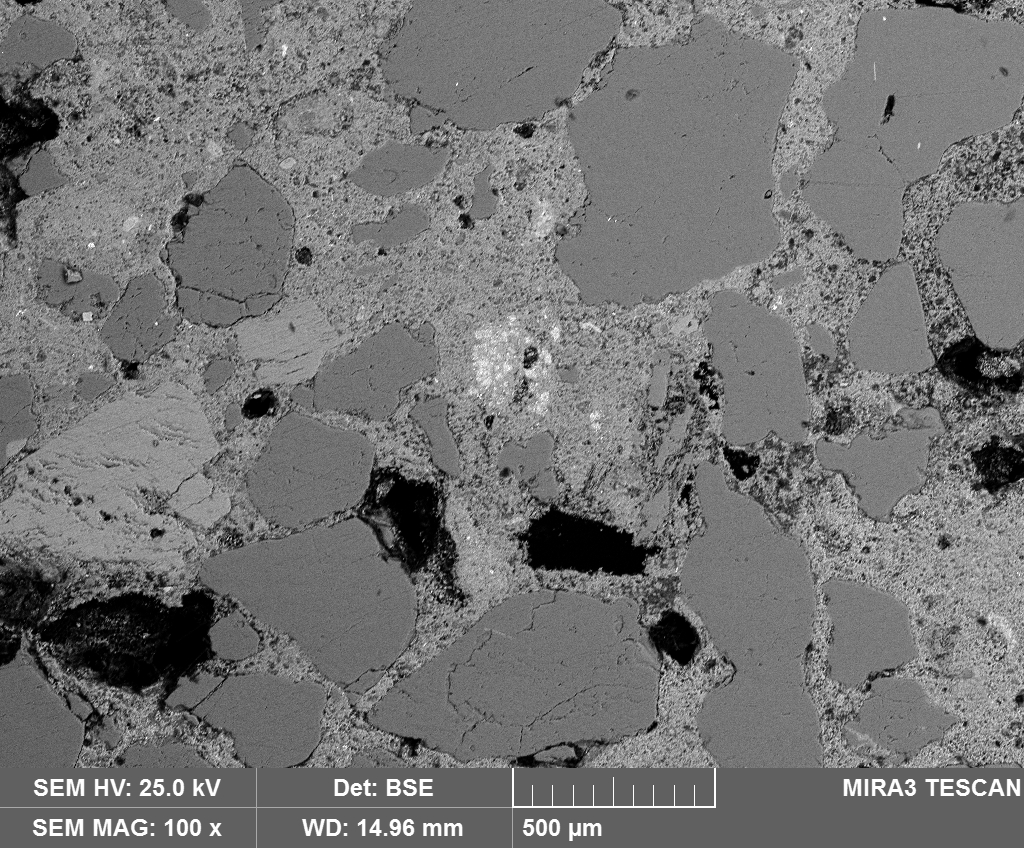 SEM HV: 25.0 kV
Det: BSE
MIRA3 TESCAN
SEM MAG: 100 x
WD: 14.96 mm
500 µm